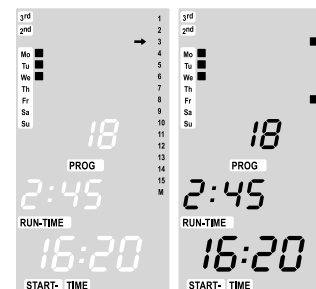 3rd
2nd
Mo
Tu
We
Th
Fr
Sa
Su
1
2
3
4
5
6
7
8
9
10
11
12
13
14
15
M
18
PROG
2:45
RUN-TIME
16:20
START- TIME
3rd
2nd
Mo
Tu
We
Th
Fr
Sa
Su
18
PROG
2:45
RUN-TIME
16:20
START- TIME